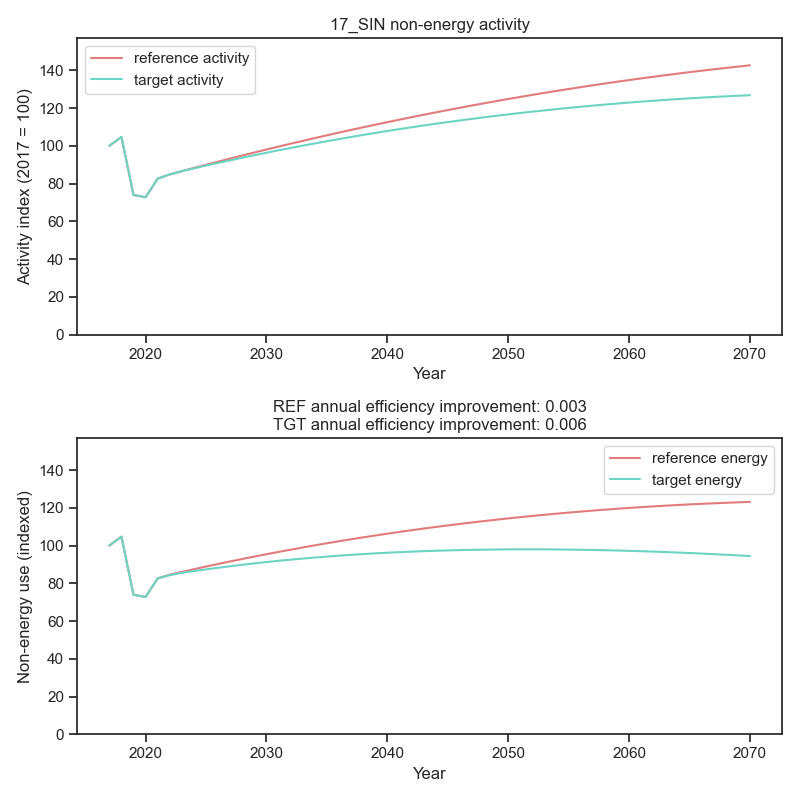 17_SIN non-energy activity
reference activity
target activity
Activity index (2017 = 100)
140
120
100
80
60
40
20
0
2020 2030 2040 2050 2060 2070
Year
REF annual efficiency improvement: 0.003
TGT annual efficiency improvement: 0.006
reference energy
target energy
Non-energy use (indexed)
140
120
100
80
60
40
20
0
2020 2030 2040 2050 2060 2070
Year